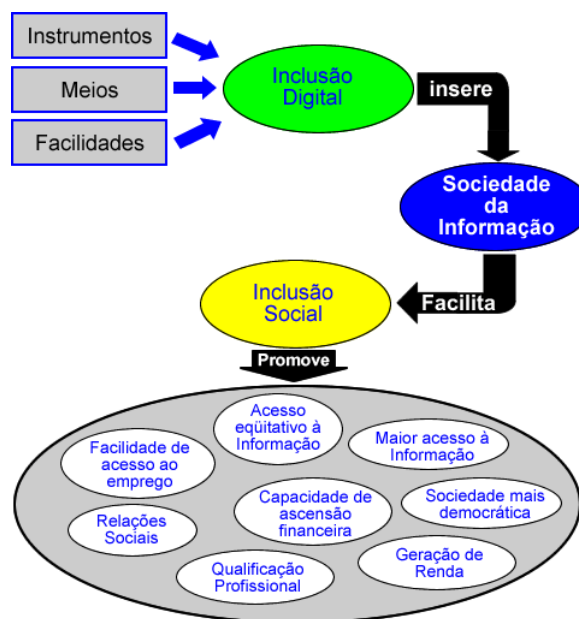 Instrumentos
Meios
Facilidades
Inclusão
Digital
insere
Sociedade
da
Informação
Facilita
Inclusão
Social
Promove
Acesso
eqüitativo à
Informação
Maior acesso à
Informação
Facilidade de
acesso ao
emprego
Capacidade de
ascensão
financeira
Sociedade mais
democrática
Relações
Sociais
Qualificação
Profissional
Geração de
Renda